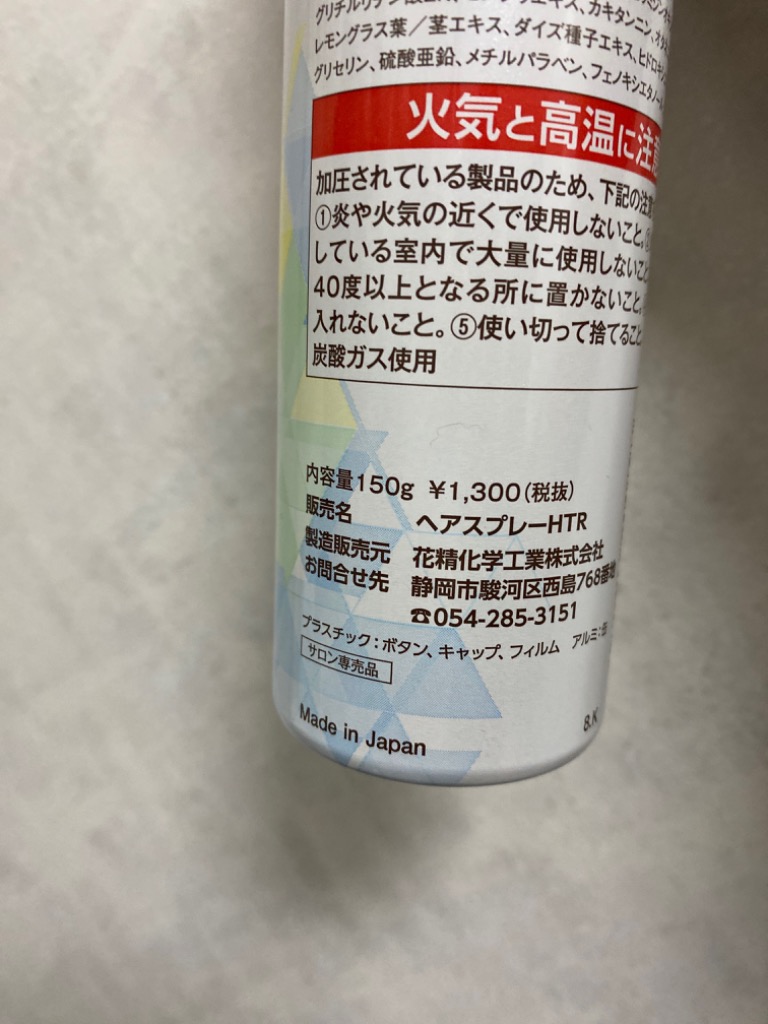 レモングラス葉/茎エキス、ダイズ種子エキス、
グリセリン、硫酸亜鉛、メチルパラベン、フェノキシエタノール
火気と高温に注意
加圧されている製品のため、下記の注意
①炎や火気の近くで使用しないこと。
している室内で大量に使用しないこと
40度以上となる所に置かないこと。
入れないこと。⑤使い切って捨てること。
炭酸ガス使用
内容量150g ¥1,300(税抜)
販売名 ヘアスプレーHTR
製造販売元 花精化学工業株式会社
お問合せ先 静岡市駿河区西島768番地
☎054-285-3151
プラスチック:ボタン、キャップ、フィルム アルミ:缶
サロン専売品
Made in Japan
8.K